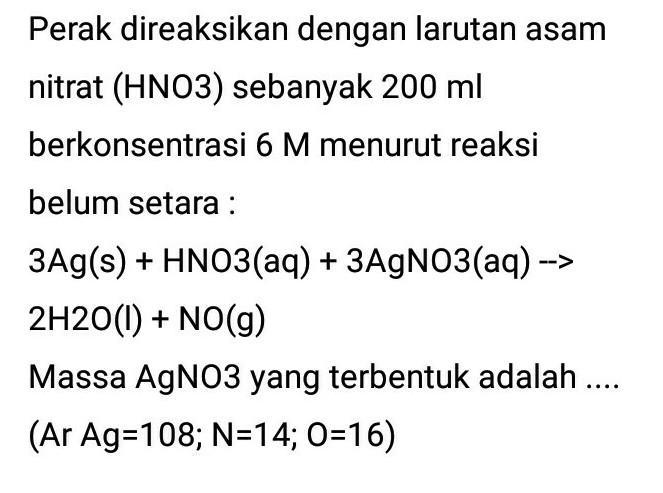 Perak direaksikan dengan larutan asam
nitrat (HNO3) sebanyak 200 ml
berkonsentrasi 6 M menurut reaksi
belum setara :
3Ag(s) + HNO3(aq) + 3AgNO3(aq) -->
2H2O(l) + NO(g)
Massa AgNO3 yang terbentuk adalah ....
(Ar Ag=108; N=14; O=16)